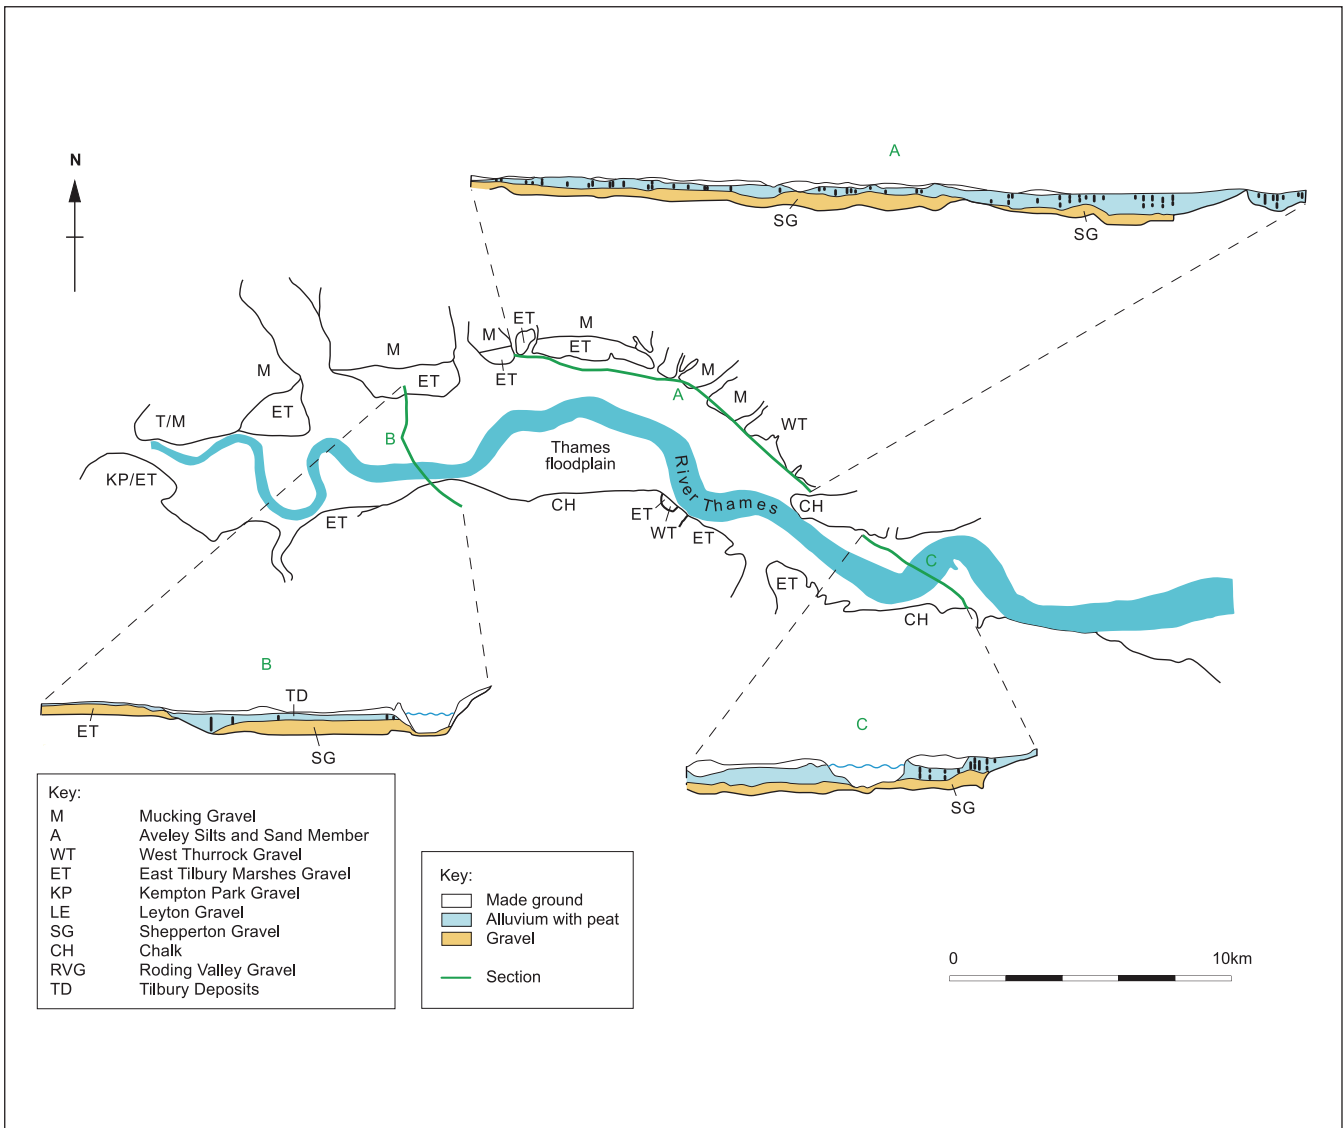 A
N
SG
SG
ET
M
M
ET
M
ET
M
ET
M
ET
A
M
M
WT
T/M
ET
B
Thames
floodplain
KP/ET
River Thames
ET
CH
ET
WT
ET
CH
C
ET
CH
B
TD
ET
SG
C
SG
Key:
M Mucking Gravel
A Aveley Silts and Sand Member
WT West Thurrock Gravel
ET East Tilbury Marshes Gravel
KP Kempton Park Gravel
LE Leyton Gravel
SG Shepperton Gravel
CH Chalk
RVG Roding Valley Gravel
TD Tilbury Deposits
Key:
Made ground
Alluvium with peat
Gravel
Section
0 10km